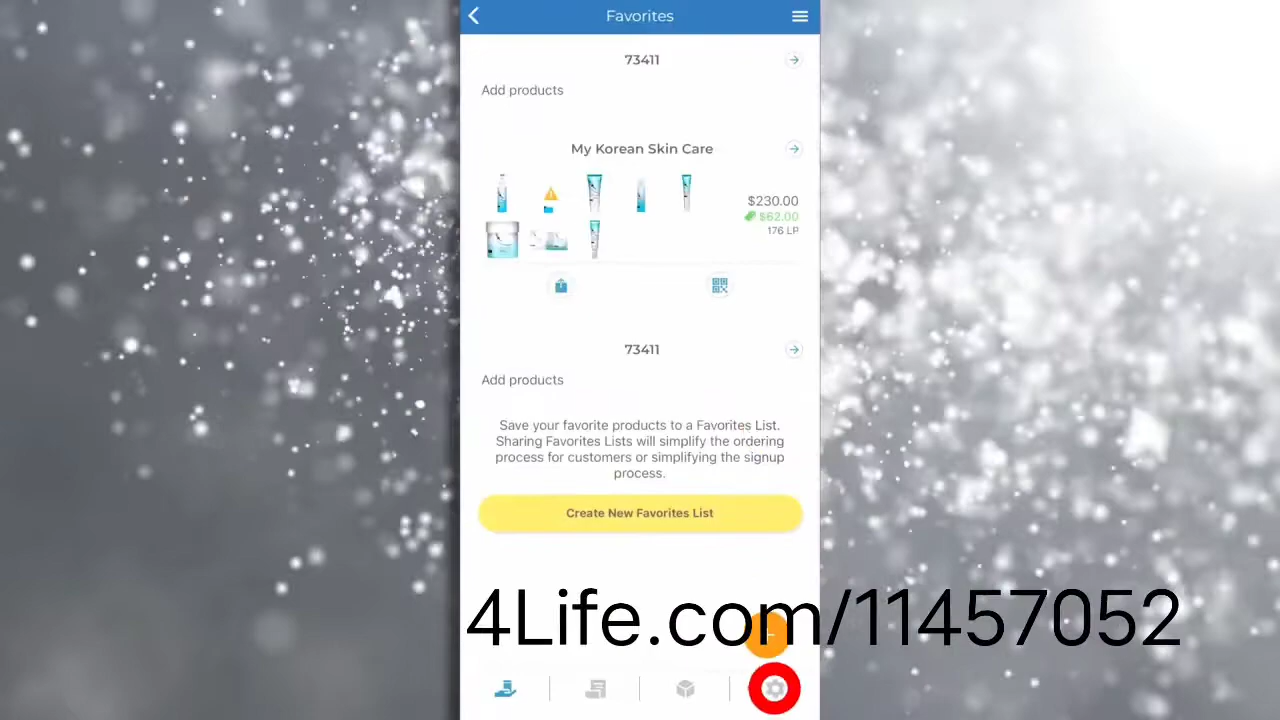 Favorites
73411
Add products
My Korean Skin Care
$230.00
$62.00
176 LP
73411
Add products
Save your favorite products to a Favorites List.
Sharing Favorites Lists will simplify the ordering
process for customers or simplifying the signup
process.
Create New Favorites List
4Life.com/11457052